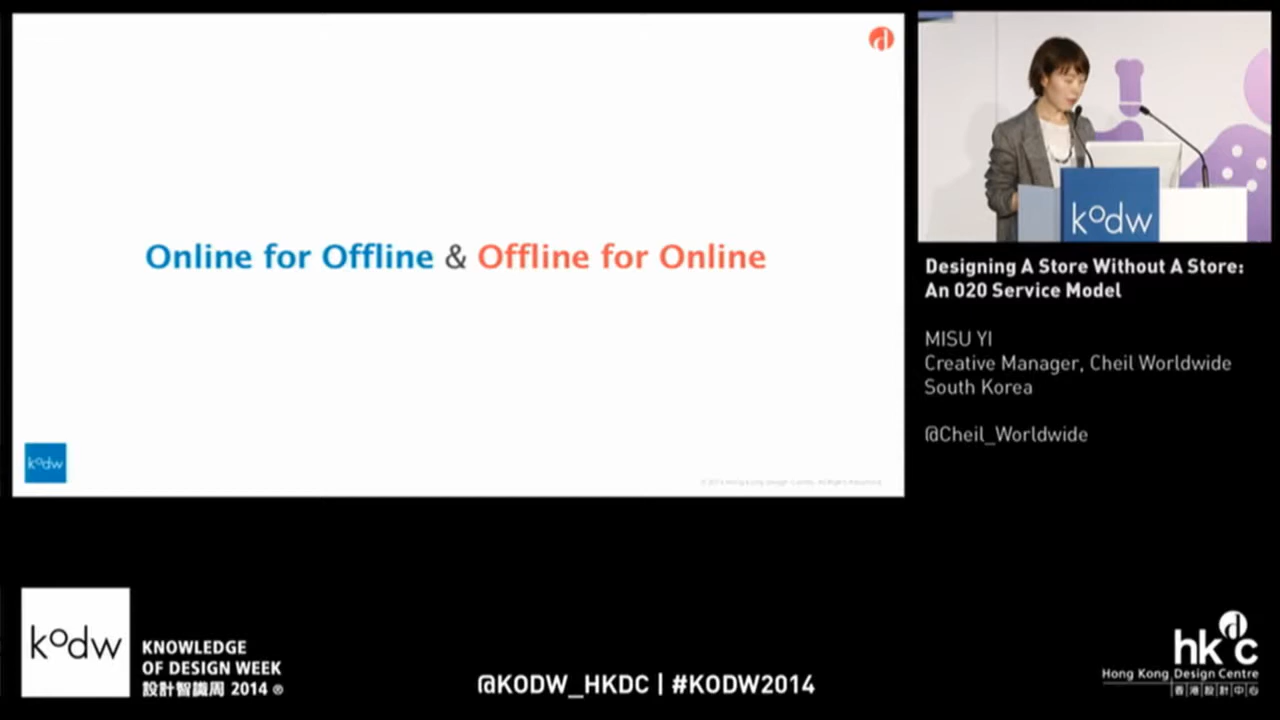 Online for Offline & Offline for Online
kodw
kodw
Designing A Store Without A Store:
An O2O Service Model
MISU YI
Creative Manager, Cheil Worldwide
South Korea
@Cheil_Worldwide
kodw
KNOWLEDGE
OF DESIGN WEEK
設計智識周 2014 ®
@KODW_HKDC | #KODW2014
hkdc
Hong Kong Design Centre
香港設計中心